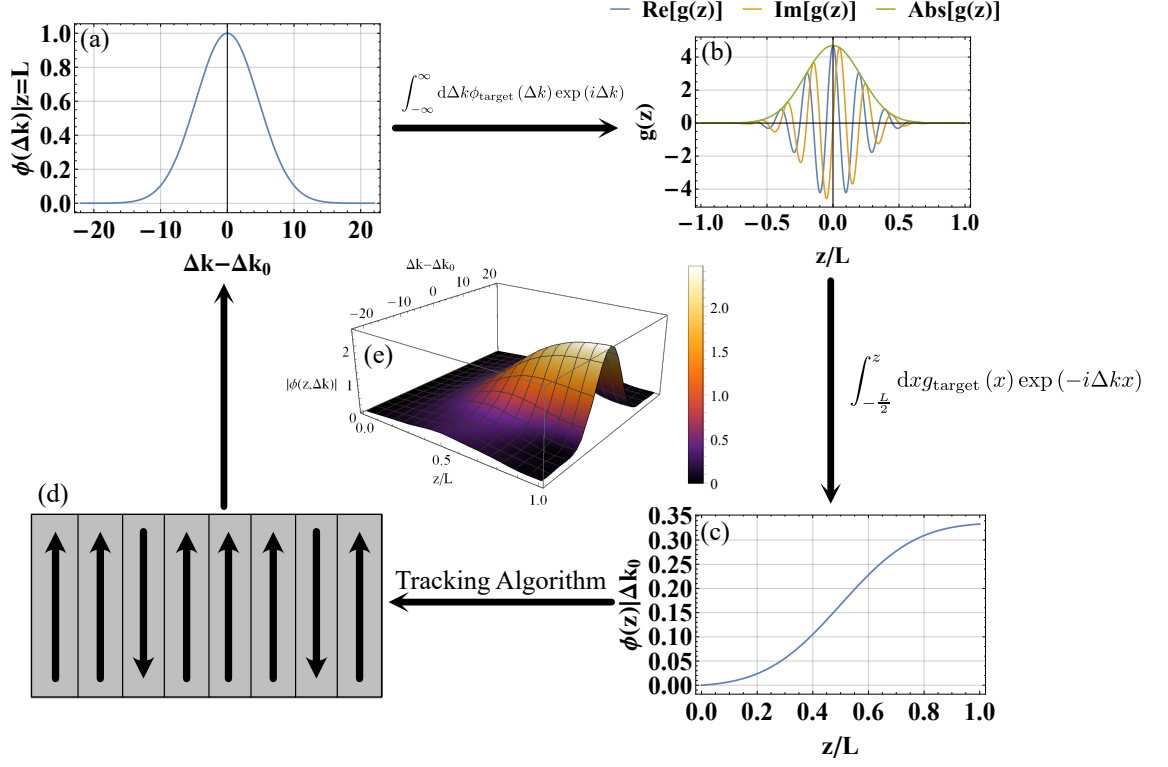 Re[g(z)] Im[g(z)] Abs[g(z)]
(a)
1.0
0.8
0.6
0.4
0.2
0.0
ϕ(Δk)|z=L
−20 −10 0 10 20
Δk−Δk₀
∫_{-∞}^{∞} dΔkϕ_target (Δk) exp (iΔk)
(b)
4
2
0
−2
−4
g(z)
−1.0 −0.5 0.0 0.5 1.0
z/L
∫_{-L/2}^{z} dxg_target (x) exp (−iΔkx)
(e)
Δk−Δk₀
−20 −10 0 10 20
2
1
0
|ϕ(z,Δk)|
0.0 0.5 1.0
z/L
2.0
1.5
1.0
0.5
0
(c)
0.35
0.30
0.25
0.20
0.15
0.10
0.05
0.00
ϕ(z)|Δk₀
0.0 0.2 0.4 0.6 0.8 1.0
z/L
Tracking Algorithm
(d)